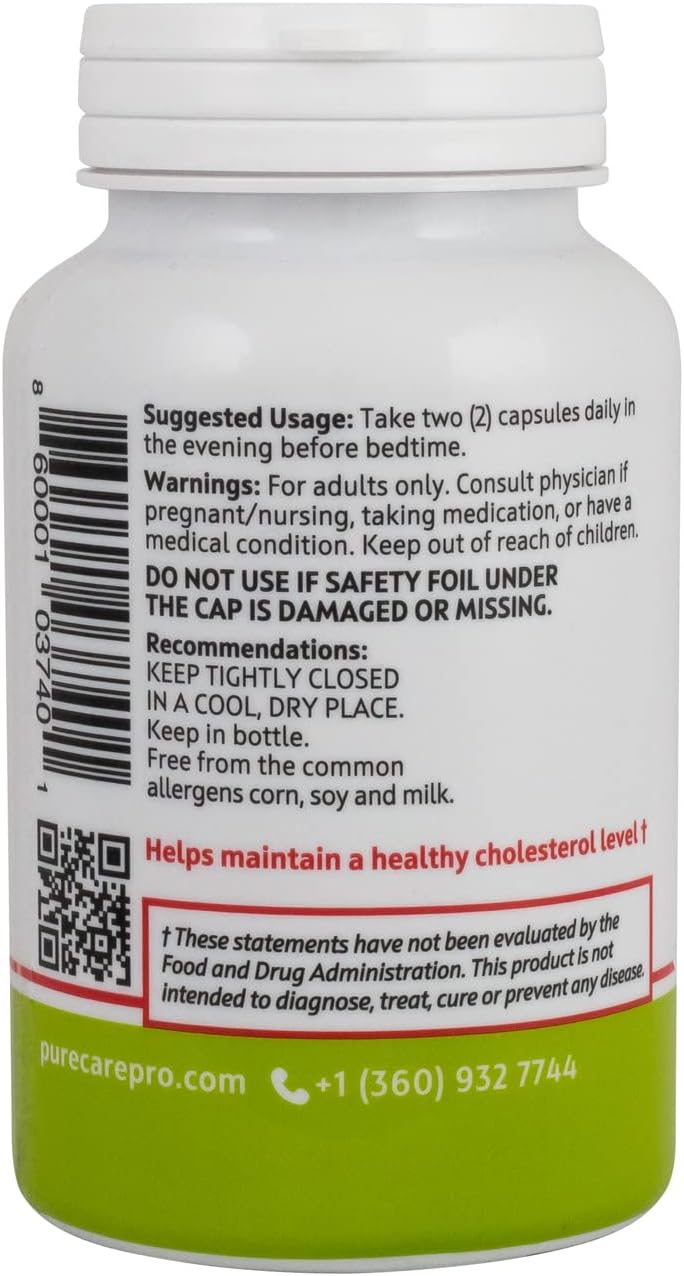 Suggested Usage: Take two (2) capsules daily in
the evening before bedtime.
Warnings: For adults only. Consult physician if
pregnant/nursing, taking medication, or have a
medical condition. Keep out of reach of children.
DO NOT USE IF SAFETY FOIL UNDER
THE CAP IS DAMAGED OR MISSING.
Recommendations:
KEEP TIGHTLY CLOSED
IN A COOL, DRY PLACE.
Keep in bottle.
Free from the common
allergens corn, soy and milk.
8 60001 03740 1
Helps maintain a healthy cholesterol level †
† These statements have not been evaluated by the
Food and Drug Administration. This product is not
intended to diagnose, treat, cure or prevent any disease.
purecarepro.com +1 (360) 932 7744